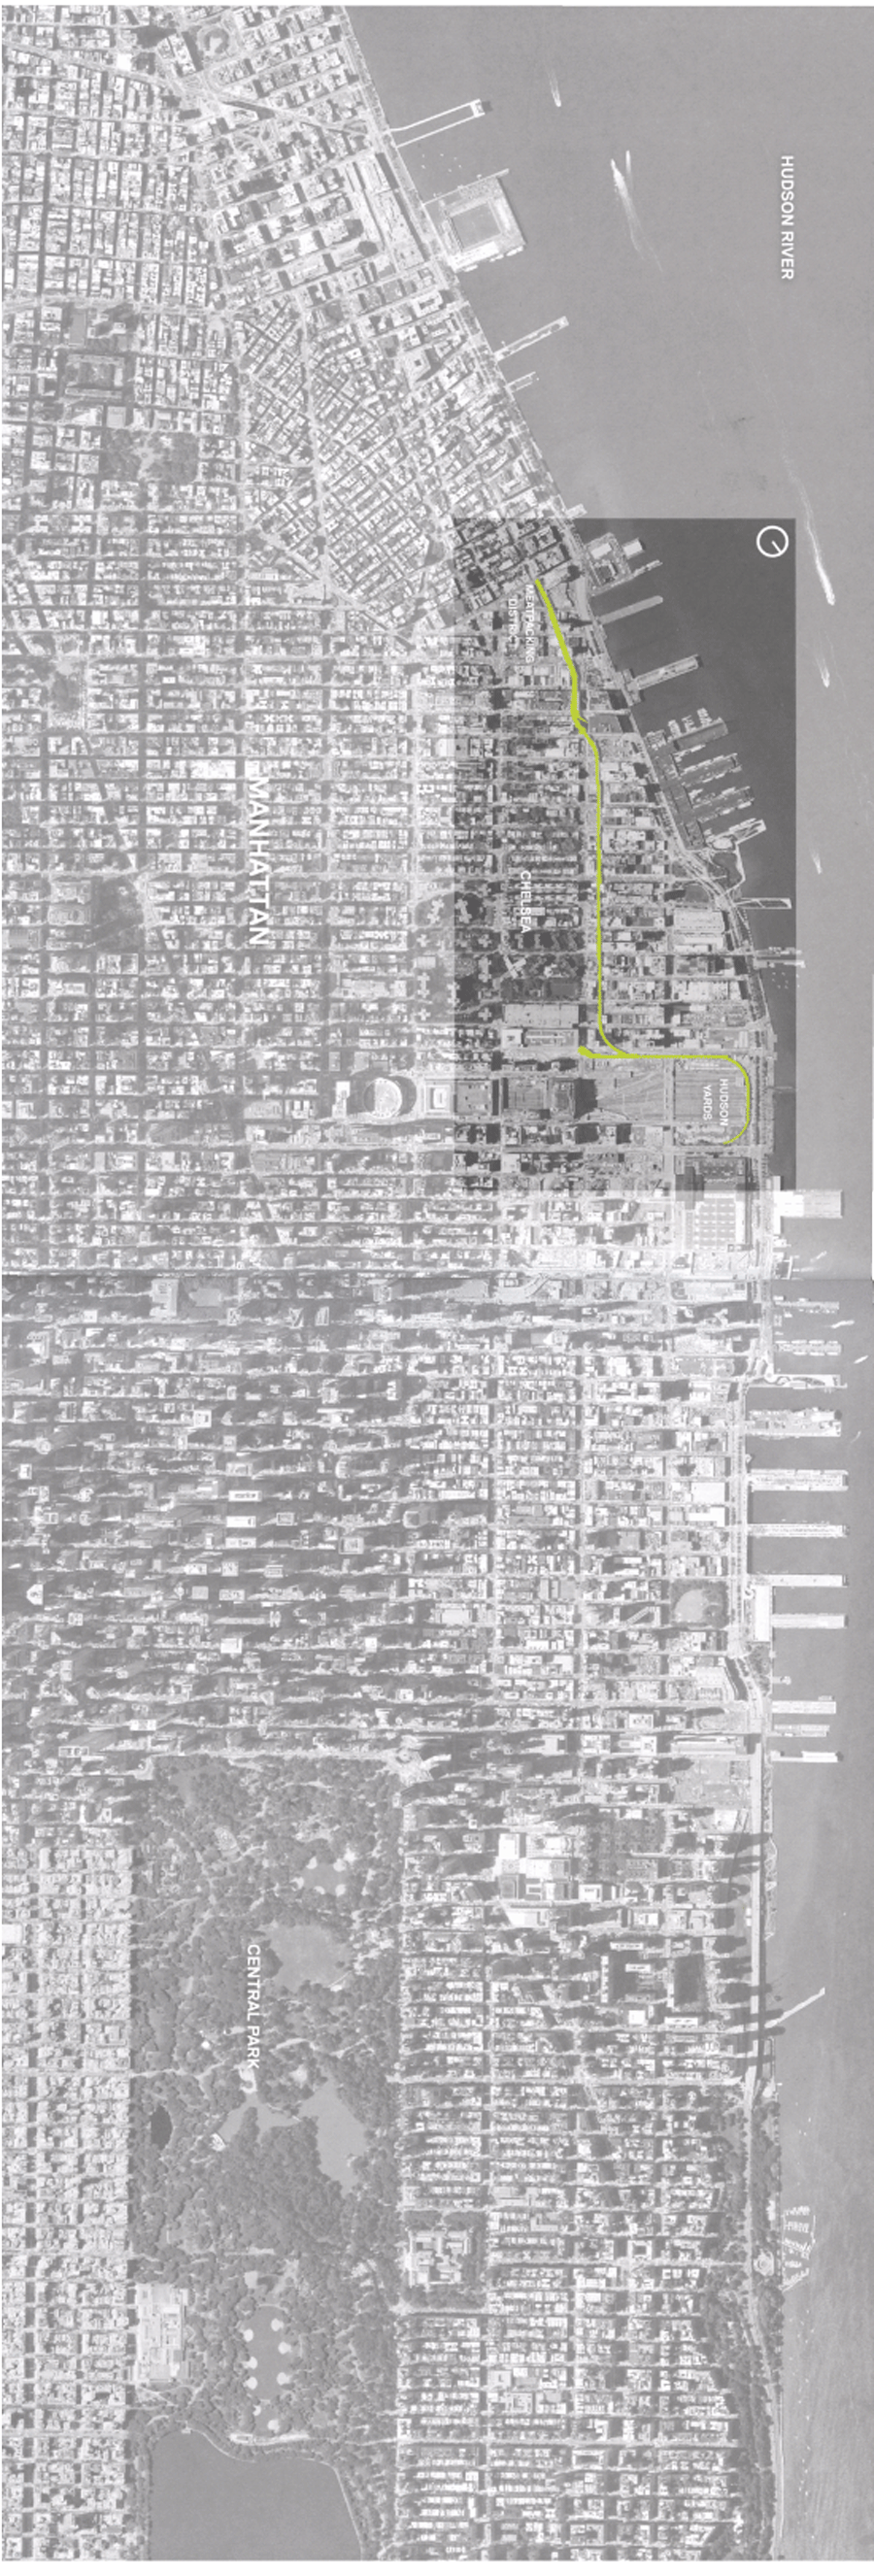 HUDSON RIVER
MEATPACKING
DISTRICT
CHELSEA
MANHATTAN
HUDSON
YARDS
CENTRAL PARK